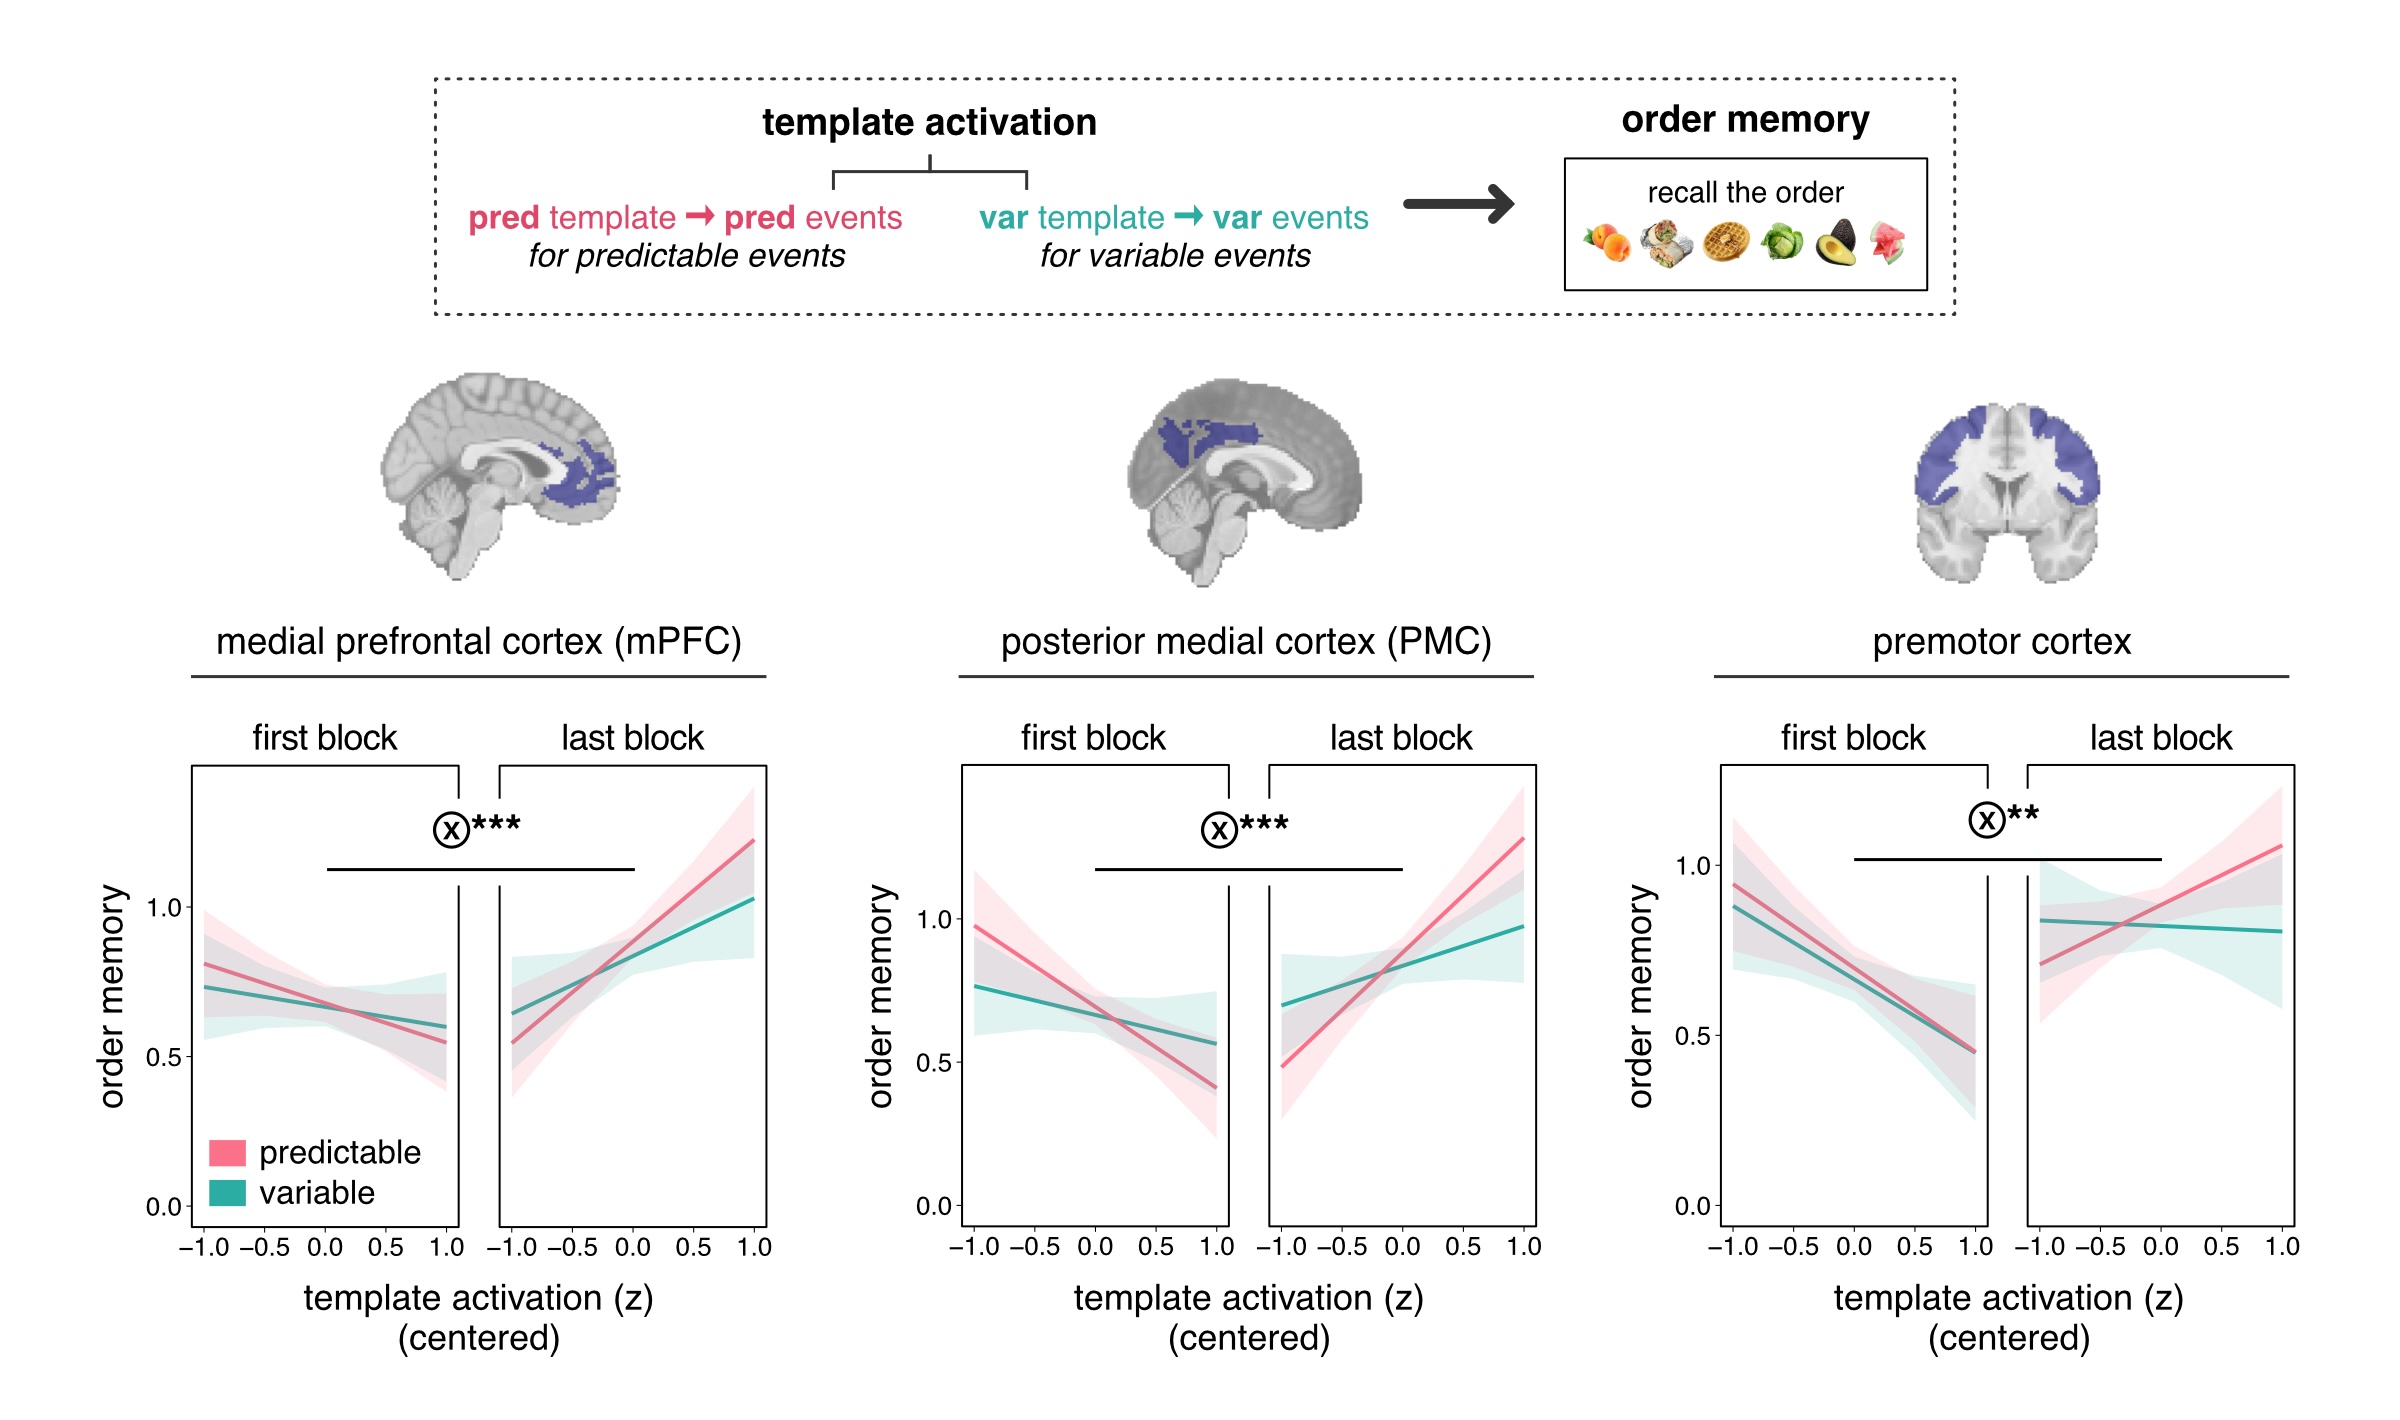 template activation
pred template → pred events
for predictable events
var template → var events
for variable events
order memory
recall the order
medial prefrontal cortex (mPFC)
first block
last block
ⓧ***
order memory
1.0
0.5
0.0
predictable
variable
−1.0 −0.5 0.0 0.5 1.0
−1.0 −0.5 0.0 0.5 1.0
template activation (z)
(centered)
posterior medial cortex (PMC)
first block
last block
ⓧ***
order memory
1.0
0.5
0.0
−1.0 −0.5 0.0 0.5 1.0
−1.0 −0.5 0.0 0.5 1.0
template activation (z)
(centered)
premotor cortex
first block
last block
ⓧ**
order memory
1.0
0.5
0.0
−1.0 −0.5 0.0 0.5 1.0
−1.0 −0.5 0.0 0.5 1.0
template activation (z)
(centered)